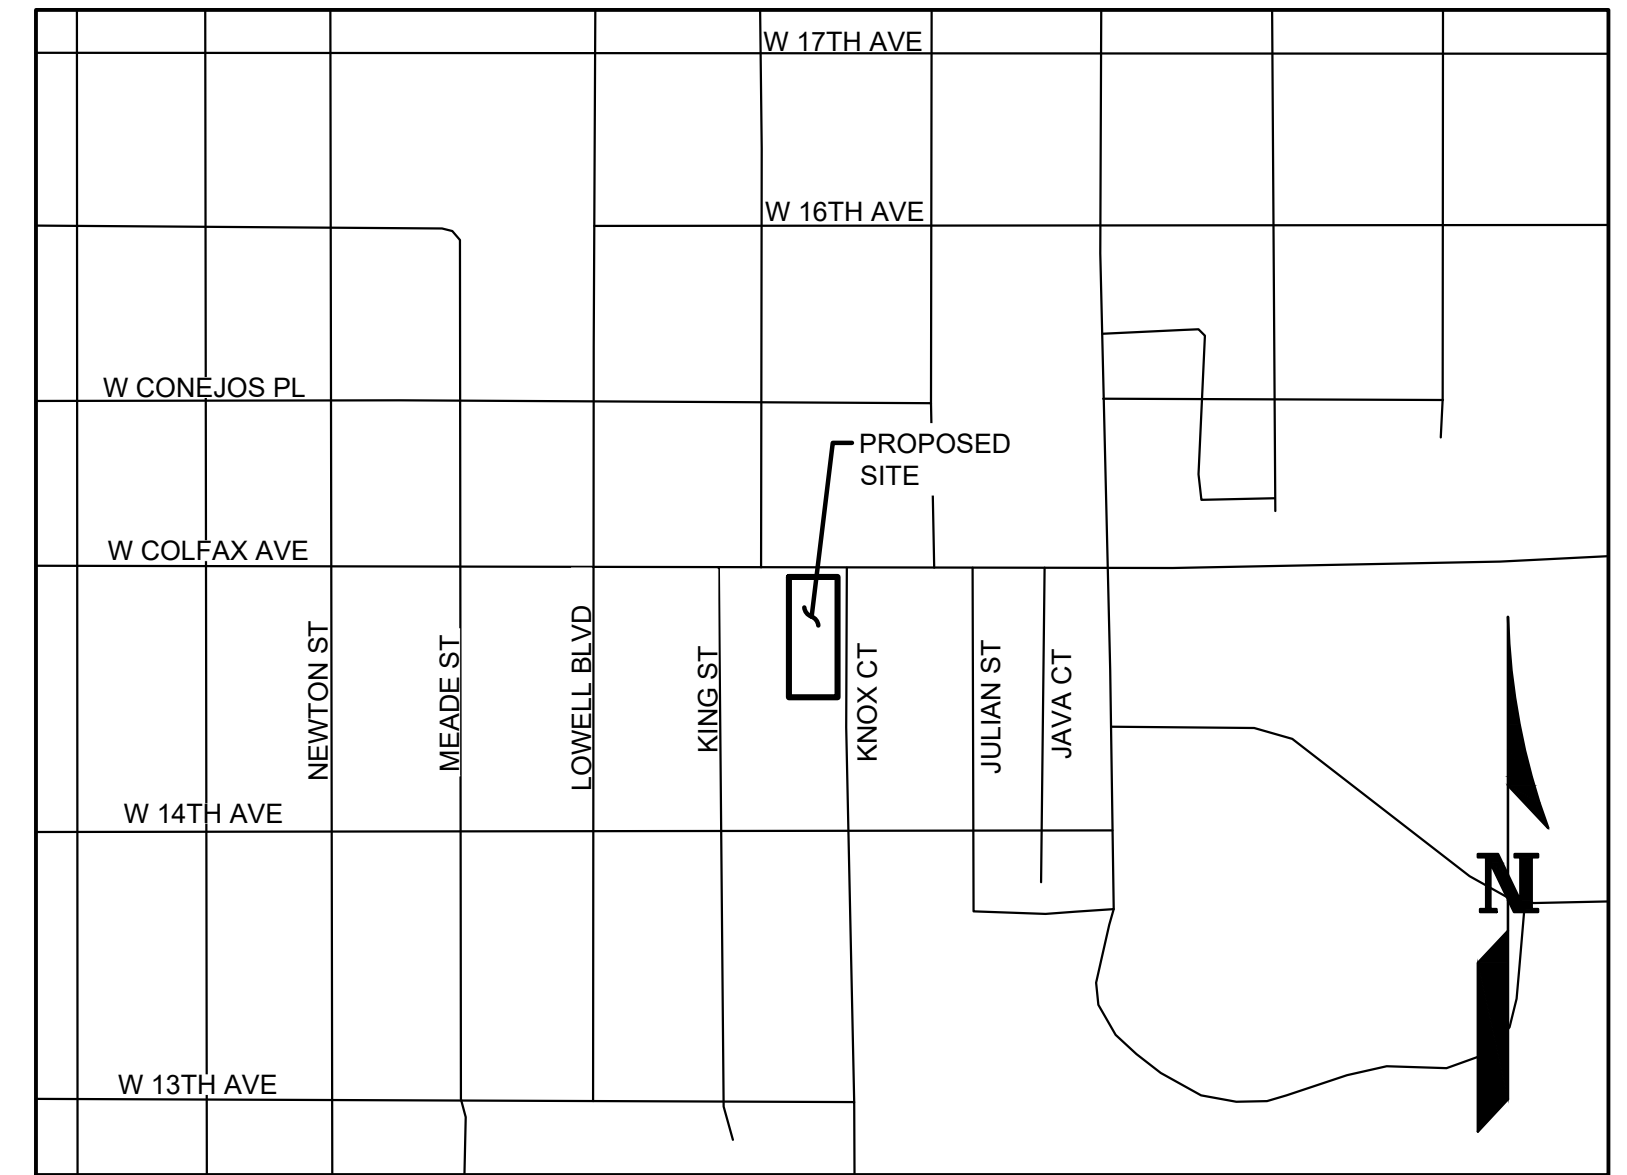 W 17TH AVE
W 16TH AVE
W CONEJOS PL
PROPOSED
SITE
W COLFAX AVE
NEWTON ST
MEADE ST
LOWELL BLVD
KING ST
KNOX CT
JULIAN ST
JAVA CT
W 14TH AVE
N
W 13TH AVE